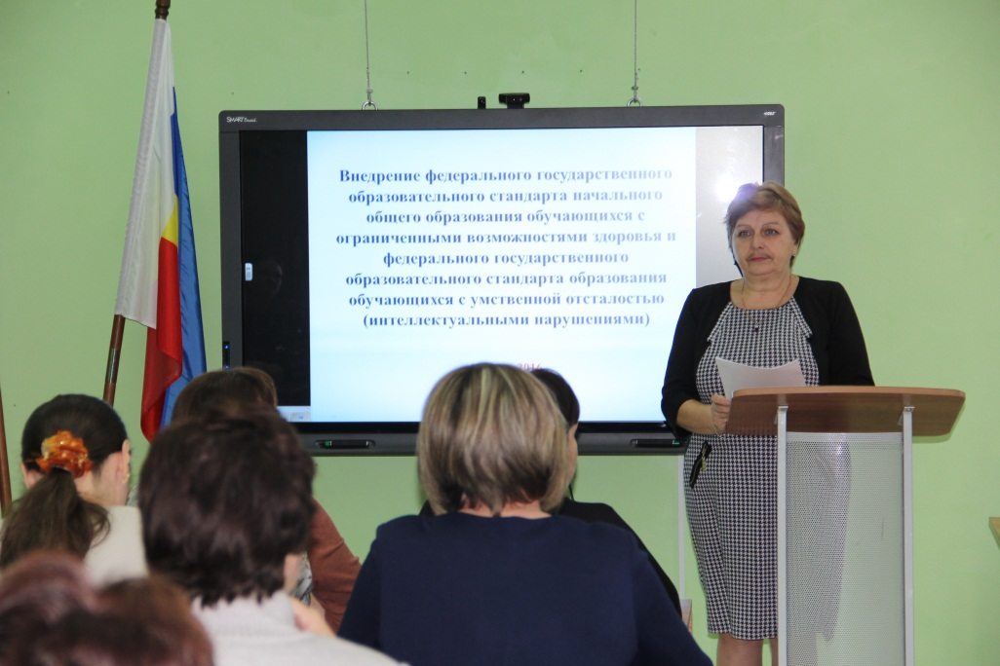 SMART Board
Внедрение федерального государственного
образовательного стандарта начального
общего образования обучающихся с
ограниченными возможностями здоровья и
федерального государственного
образовательного стандарта образования
обучающихся с умственной отсталостью
(интеллектуальными нарушениями)
2016